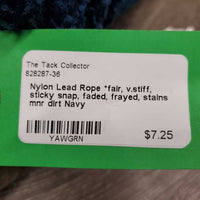 The Tack Collector
828287-36
Nylon Lead Rope *fair, v.stiff,
sticky snap, faded, frayed, stains
mnr dirt Navy
$7.25
YAWGRN